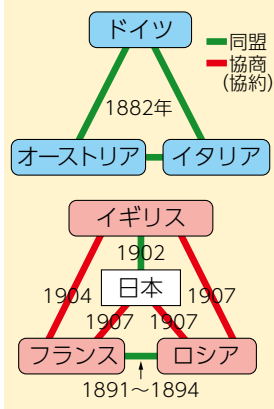 ドイツ
同盟
協商
(協約)
1882年
オーストリア
イタリア
イギリス
1902
日本
1904
1907
1907
1907
フランス
ロシア
1891～1894